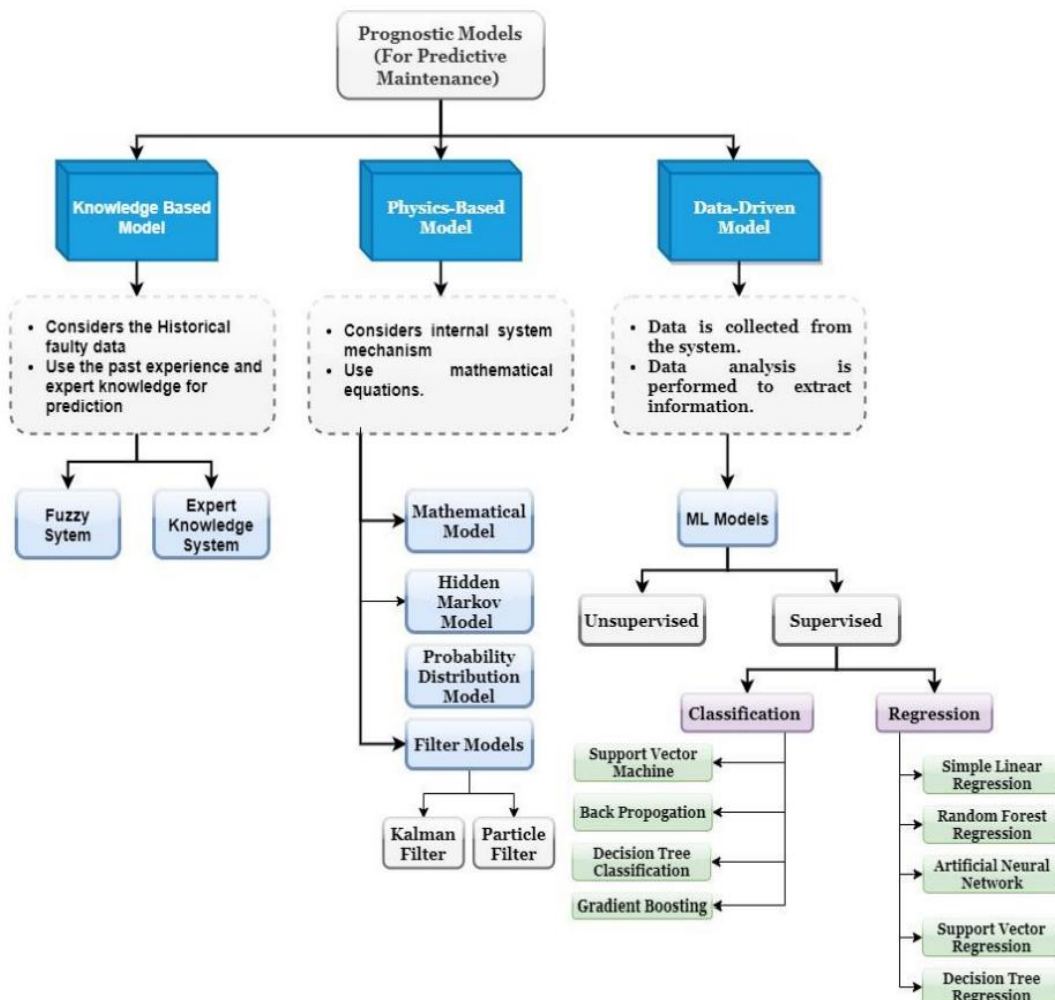 Prognostic Models
(For Predictive
Maintenance)
Knowledge Based
Model
Physics-Based
Model
Data-Driven
Model
• Considers the Historical
faulty data
• Use the past experience and
expert knowledge for
prediction
• Considers internal system
mechanism
• Use mathematical
equations.
• Data is collected from
the system.
• Data analysis is
performed to extract
information.
Fuzzy
Sytem
Expert
Knowledge
System
Mathematical
Model
Hidden
Markov
Model
Probability
Distribution
Model
Filter Models
Kalman
Filter
Particle
Filter
ML Models
Unsupervised
Supervised
Classification
Regression
Support Vector
Machine
Back Propogation
Decision Tree
Classification
Gradient Boosting
Simple Linear
Regression
Random Forest
Regression
Artificial Neural
Network
Support Vector
Regression
Decision Tree
Regression